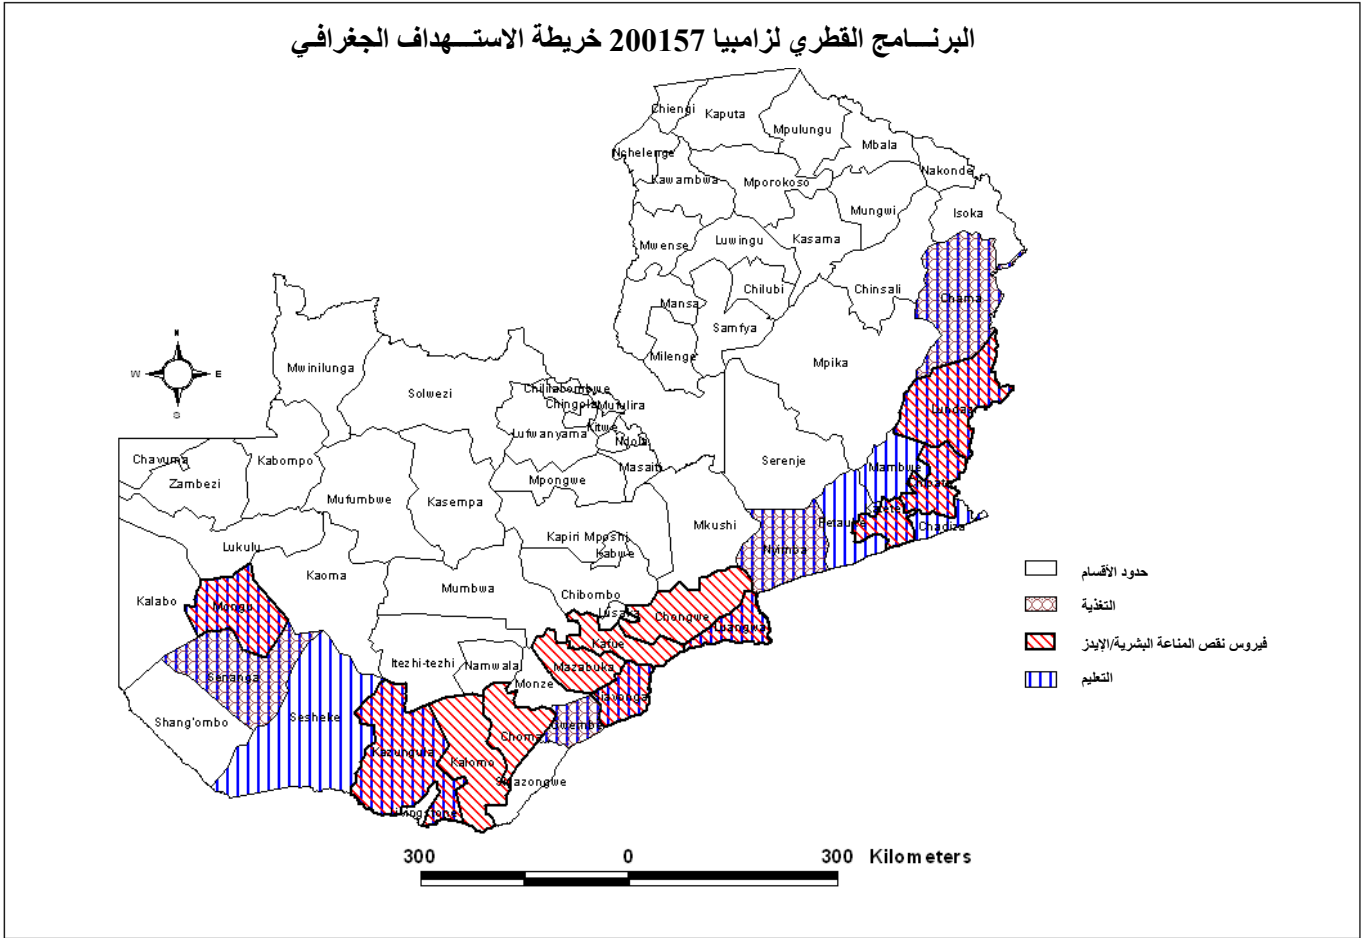 البرنـــامج القطري لزامبيا 200157 خريطة الاستـــهداف الجغرافي
Chiengi
Kaputa
Mpulungu
Mbala
Nchelenge
Nakonde
Kawambwa
Mporokoso
Mungwi
Isoka
Mwense
Luwingu
Kasama
Chilubi
Chinsali
Chama
Mansa
Samfya
Milenge
Mpika
N
W
E
S
Mwinilunga
Solwezi
Chililabombwe
Chingola
Mufulira
Kitwe
Lufwanyama
Ndola
Lundazi
Chavuma
Kabompo
Masaiti
Serenje
Mambwe
Zambezi
Mufumbwe
Kasempa
Mpongwe
Chipata
Katete
Petauke
Chadiza
Mkushi
Kapiri Mposhi
Kabwe
Nyimba
Lukulu
Kaoma
Mumbwa
Chibombo
Kalabo
Mongu
Lusaka
Chongwe
Luangwa
Kafue
Itezhi-tezhi
Namwala
Mazabuka
Monze
Senanga
Siavonga
Shang'ombo
Sesheke
Gwembe
Choma
Kazungula
Kalomo
Sinazongwe
Livingstone
حدود الأقسام
التغذية
فيروس نقص المناعة البشرية/الإيدز
التعليم
300 0 300 Kilometers